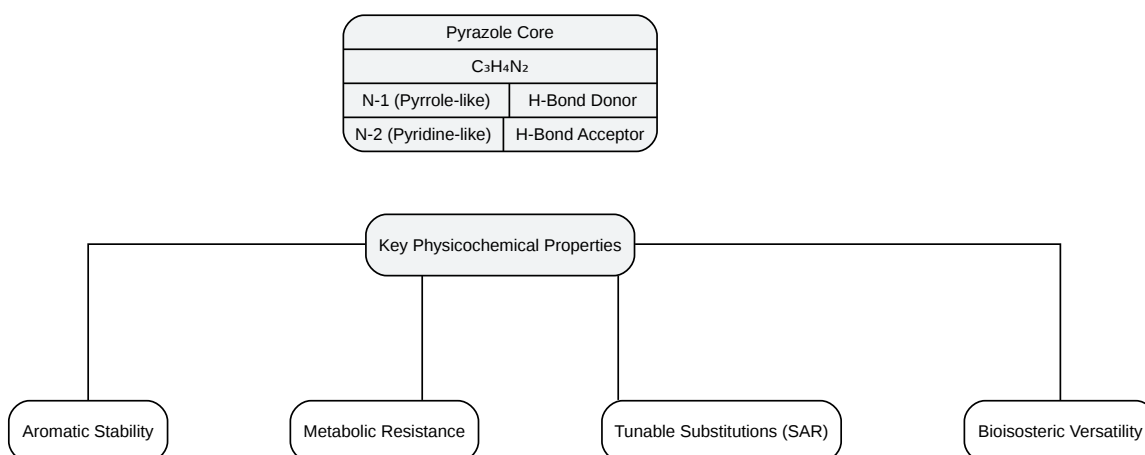 Pyrazole Core
C₃H₄N₂
N-1 (Pyrrole-like) H-Bond Donor
N-2 (Pyridine-like) H-Bond Acceptor
Key Physicochemical Properties
Aromatic Stability
Metabolic Resistance
Tunable Substitutions (SAR)
Bioisosteric Versatility